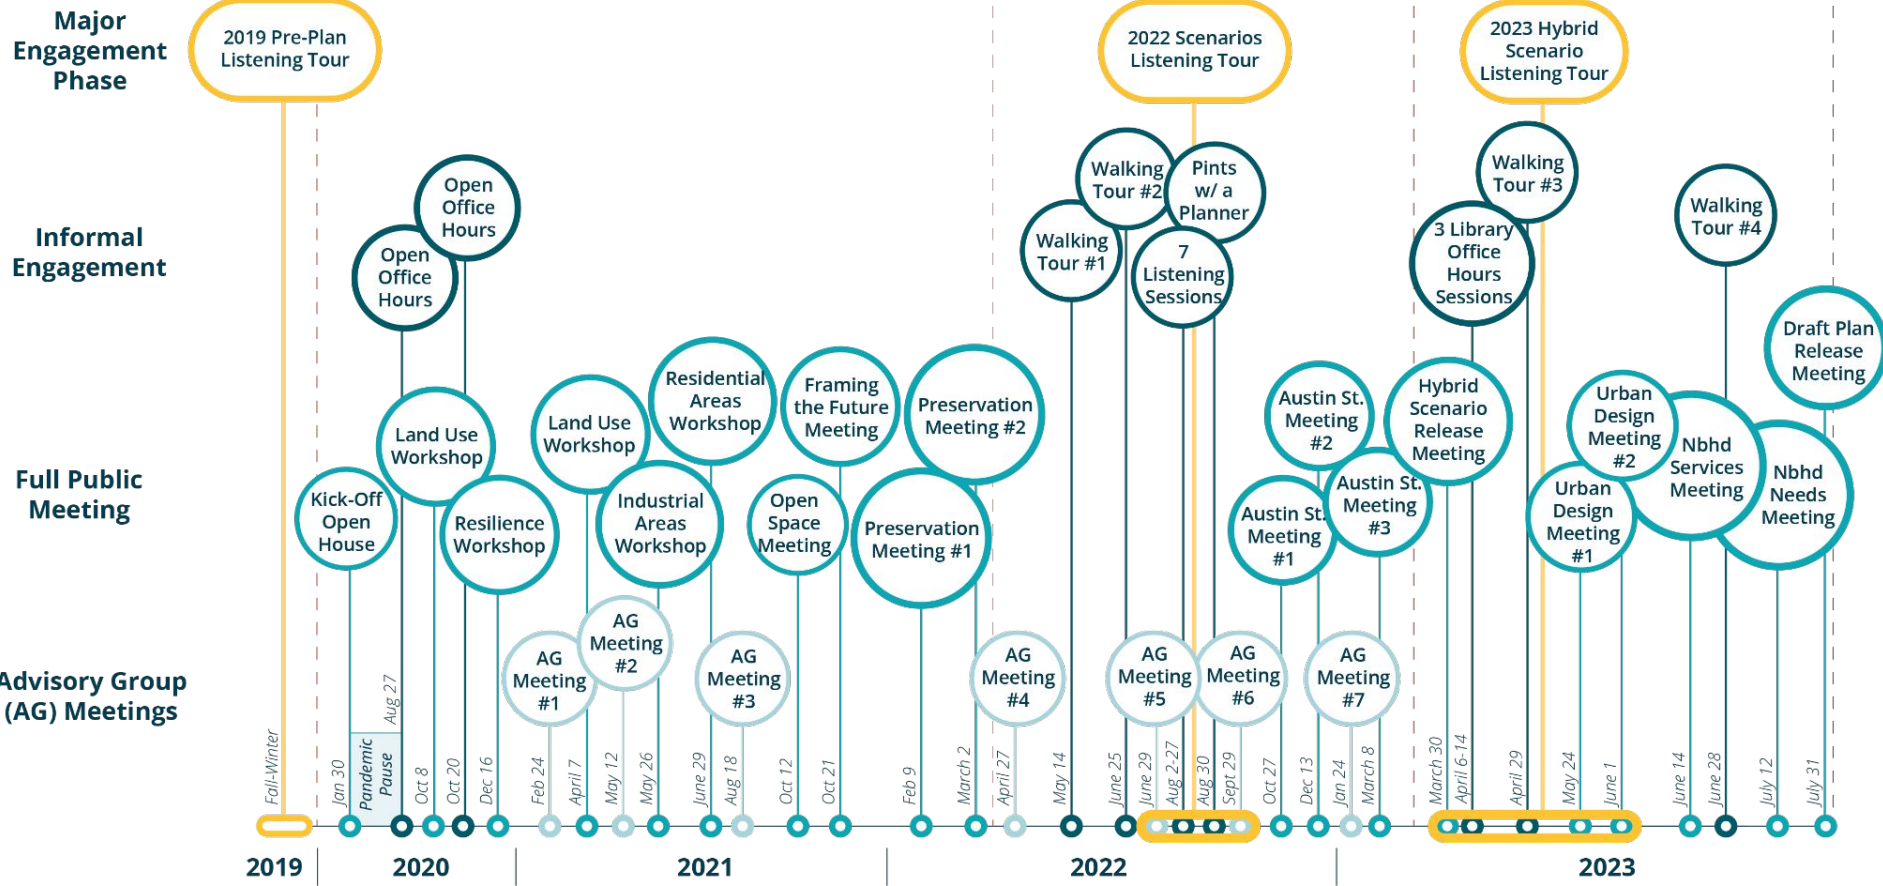 Major
Engagement
Phase
2019 Pre-Plan
Listening Tour
2022 Scenarios
Listening Tour
2023 Hybrid
Scenario
Listening Tour
Informal
Engagement
Open
Office
Hours
Open
Office
Hours
Walking
Tour #1
Walking
Tour #2
Pints
w/ a
Planner
7
Listening
Sessions
3 Library
Office
Hours
Sessions
Walking
Tour #3
Walking
Tour #4
Full Public
Meeting
Kick-Off
Open
House
Land Use
Workshop
Resilience
Workshop
Land Use
Workshop
Industrial
Areas
Workshop
Residential
Areas
Workshop
Open
Space
Meeting
Framing
the Future
Meeting
Preservation
Meeting #1
Preservation
Meeting #2
Austin St.
Meeting
#1
Austin St.
Meeting
#2
Austin St.
Meeting
#3
Hybrid
Scenario
Release
Meeting
Urban
Design
Meeting
#1
Urban
Design
Meeting
#2
Nbhd
Services
Meeting
Nbhd
Needs
Meeting
Draft Plan
Release
Meeting
Advisory Group
(AG) Meetings
AG
Meeting
#1
AG
Meeting
#2
AG
Meeting
#3
AG
Meeting
#4
AG
Meeting
#5
AG
Meeting
#6
AG
Meeting
#7
Fall-Winter
Jan 30
Pandemic
Pause
Aug 27
Oct 8
Oct 20
Dec 16
Feb 24
April 7
May 12
May 26
June 29
Aug 18
Oct 12
Oct 21
Feb 9
March 2
April 27
May 14
June 25
June 29
Aug 2-27
Aug 30
Sept 29
Oct 27
Dec 13
Jan 24
March 8
March 30
April 6-14
April 29
May 24
June 1
June 14
June 28
July 12
July 31
2019
2020
2021
2022
2023